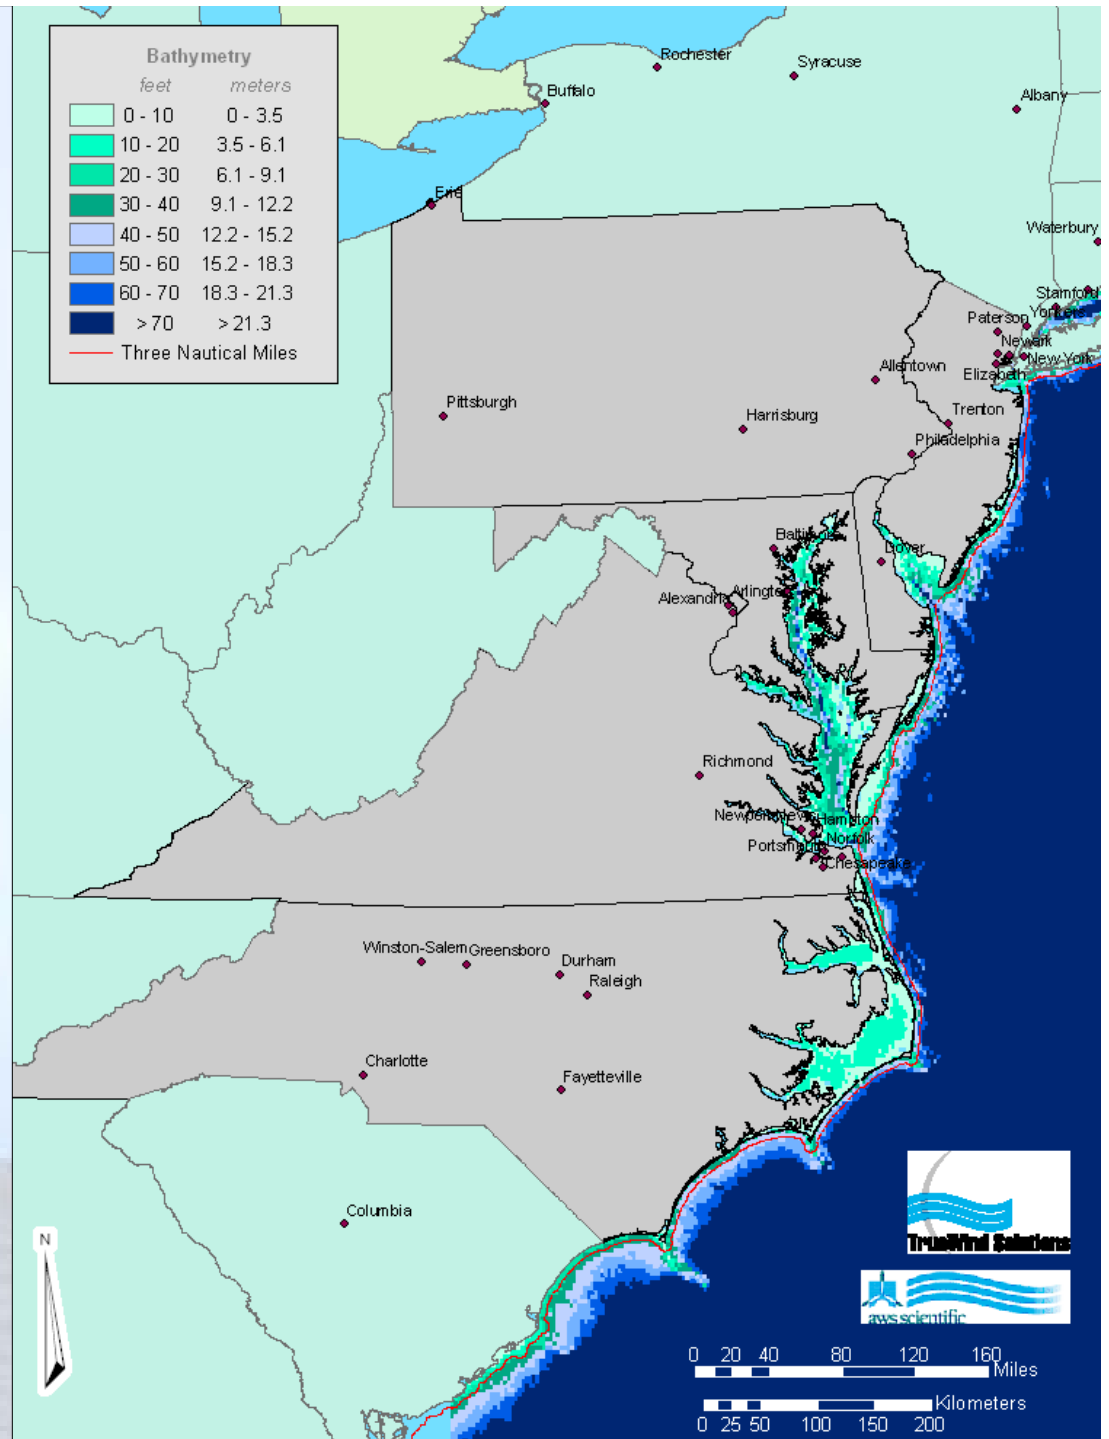 Bathymetry
feet meters
0 - 10 0 - 3.5
10 - 20 3.5 - 6.1
20 - 30 6.1 - 9.1
30 - 40 9.1 - 12.2
40 - 50 12.2 - 15.2
50 - 60 15.2 - 18.3
60 - 70 18.3 - 21.3
>70 >21.3
Three Nautical Miles
Rochester
Syracuse
Buffalo
Albany
Erie
Waterbury
Stamford
Paterson
Yonkers
Newark
New York
Elizabeth
Allentown
Pittsburgh
Harrisburg
Trenton
Philadelphia
Baltimore
Dover
Arlington
Alexandria
Richmond
Newport News
Hampton
Norfolk
Portsmouth
Chesapeake
Winston-Salem
Greensboro
Durham
Raleigh
Charlotte
Fayetteville
Columbia
N
TrueWind Solutions
aws scientific
0 20 40 80 120 160
Miles
Kilometers
0 25 50 100 150 200